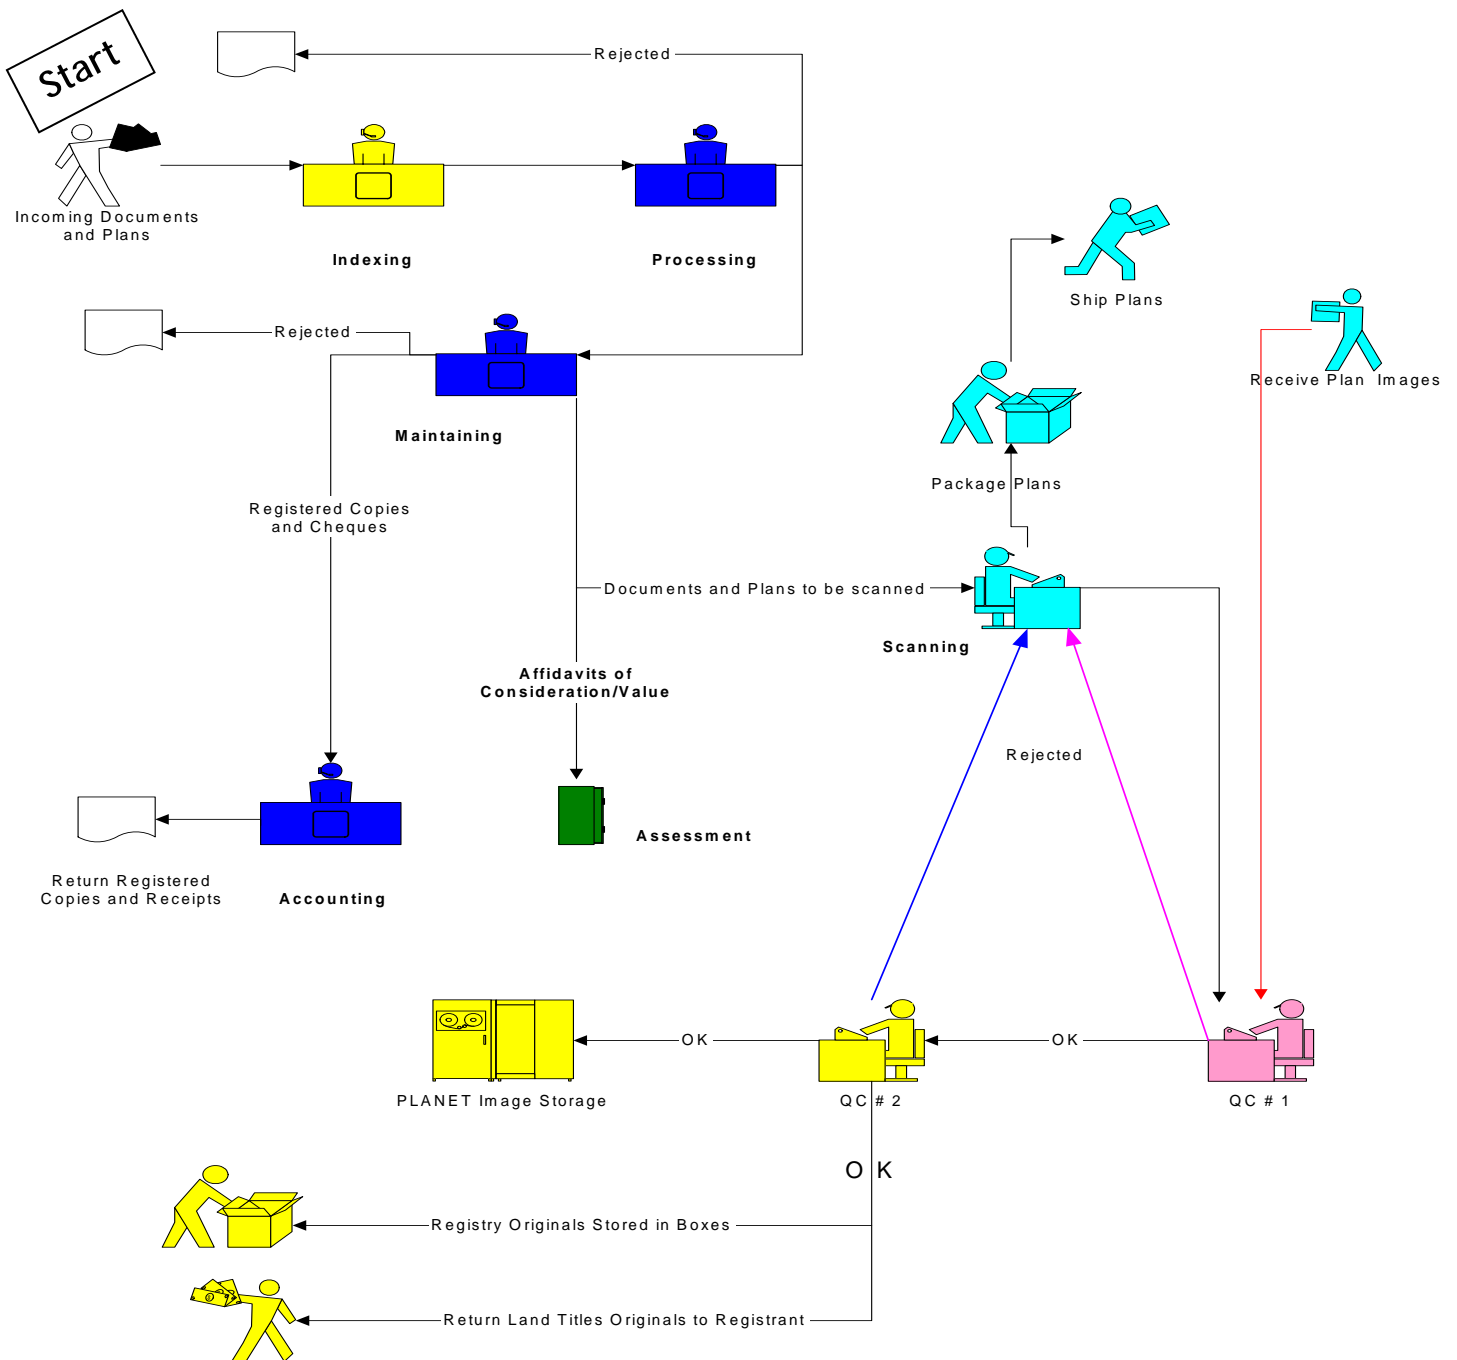 Start
Rejected
Incoming Documents
and Plans
Indexing
Processing
Ship Plans
Rejected
Receive Plan Images
Maintaining
Package Plans
Registered Copies
and Cheques
Documents and Plans to be scanned
Scanning
Affidavits of
Consideration/Value
Rejected
Assessment
Return Registered
Copies and Receipts
Accounting
OK
OK
PLANET Image Storage
QC # 2
QC # 1
OK
Registry Originals Stored in Boxes
Return Land Titles Originals to Registrant